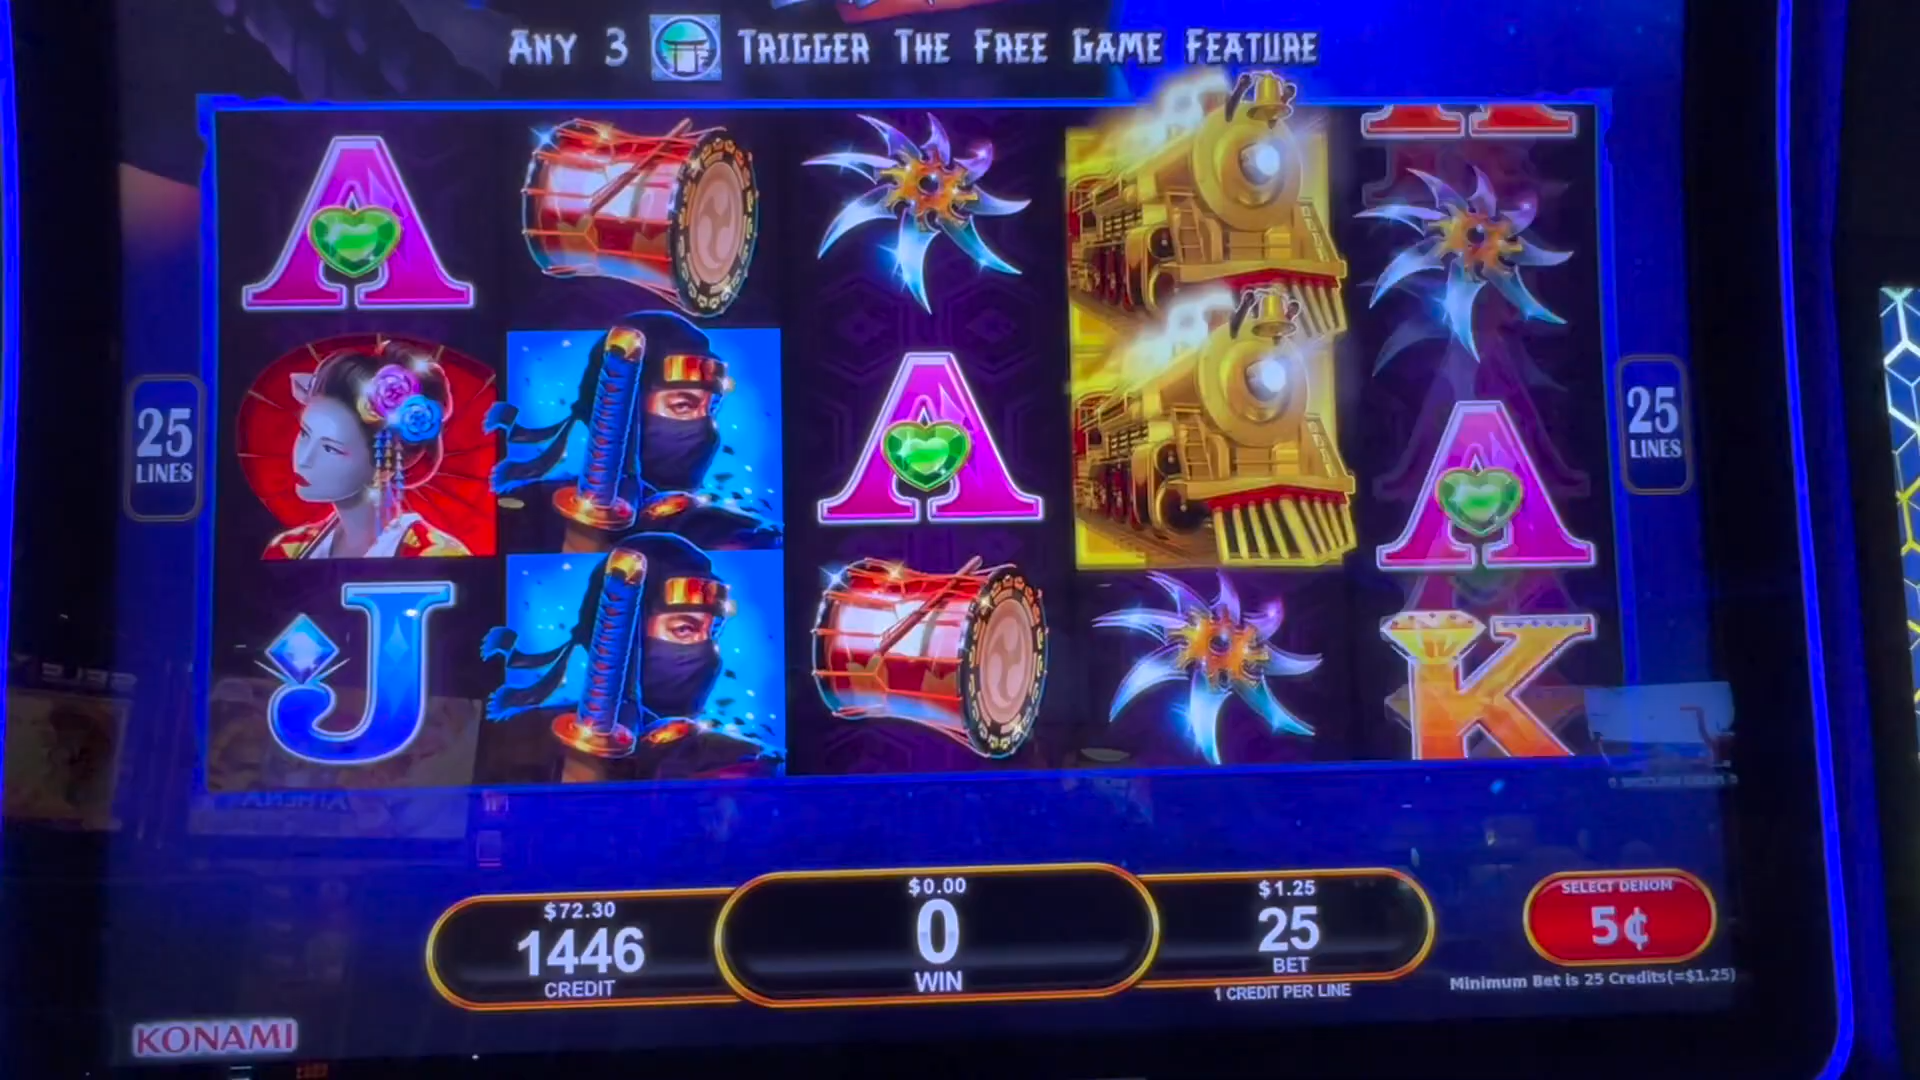 ANY 3 TRIGGER THE FREE GAME FEATURE
A
A
J
A
K
25
LINES
25
LINES
$72.30
1446
CREDIT
$0.00
0
WIN
$1.25
25
BET
1 CREDIT PER LINE
SELECT DENOM
5¢
Minimum Bet is 25 Credits(=$1.25)
KONAMI